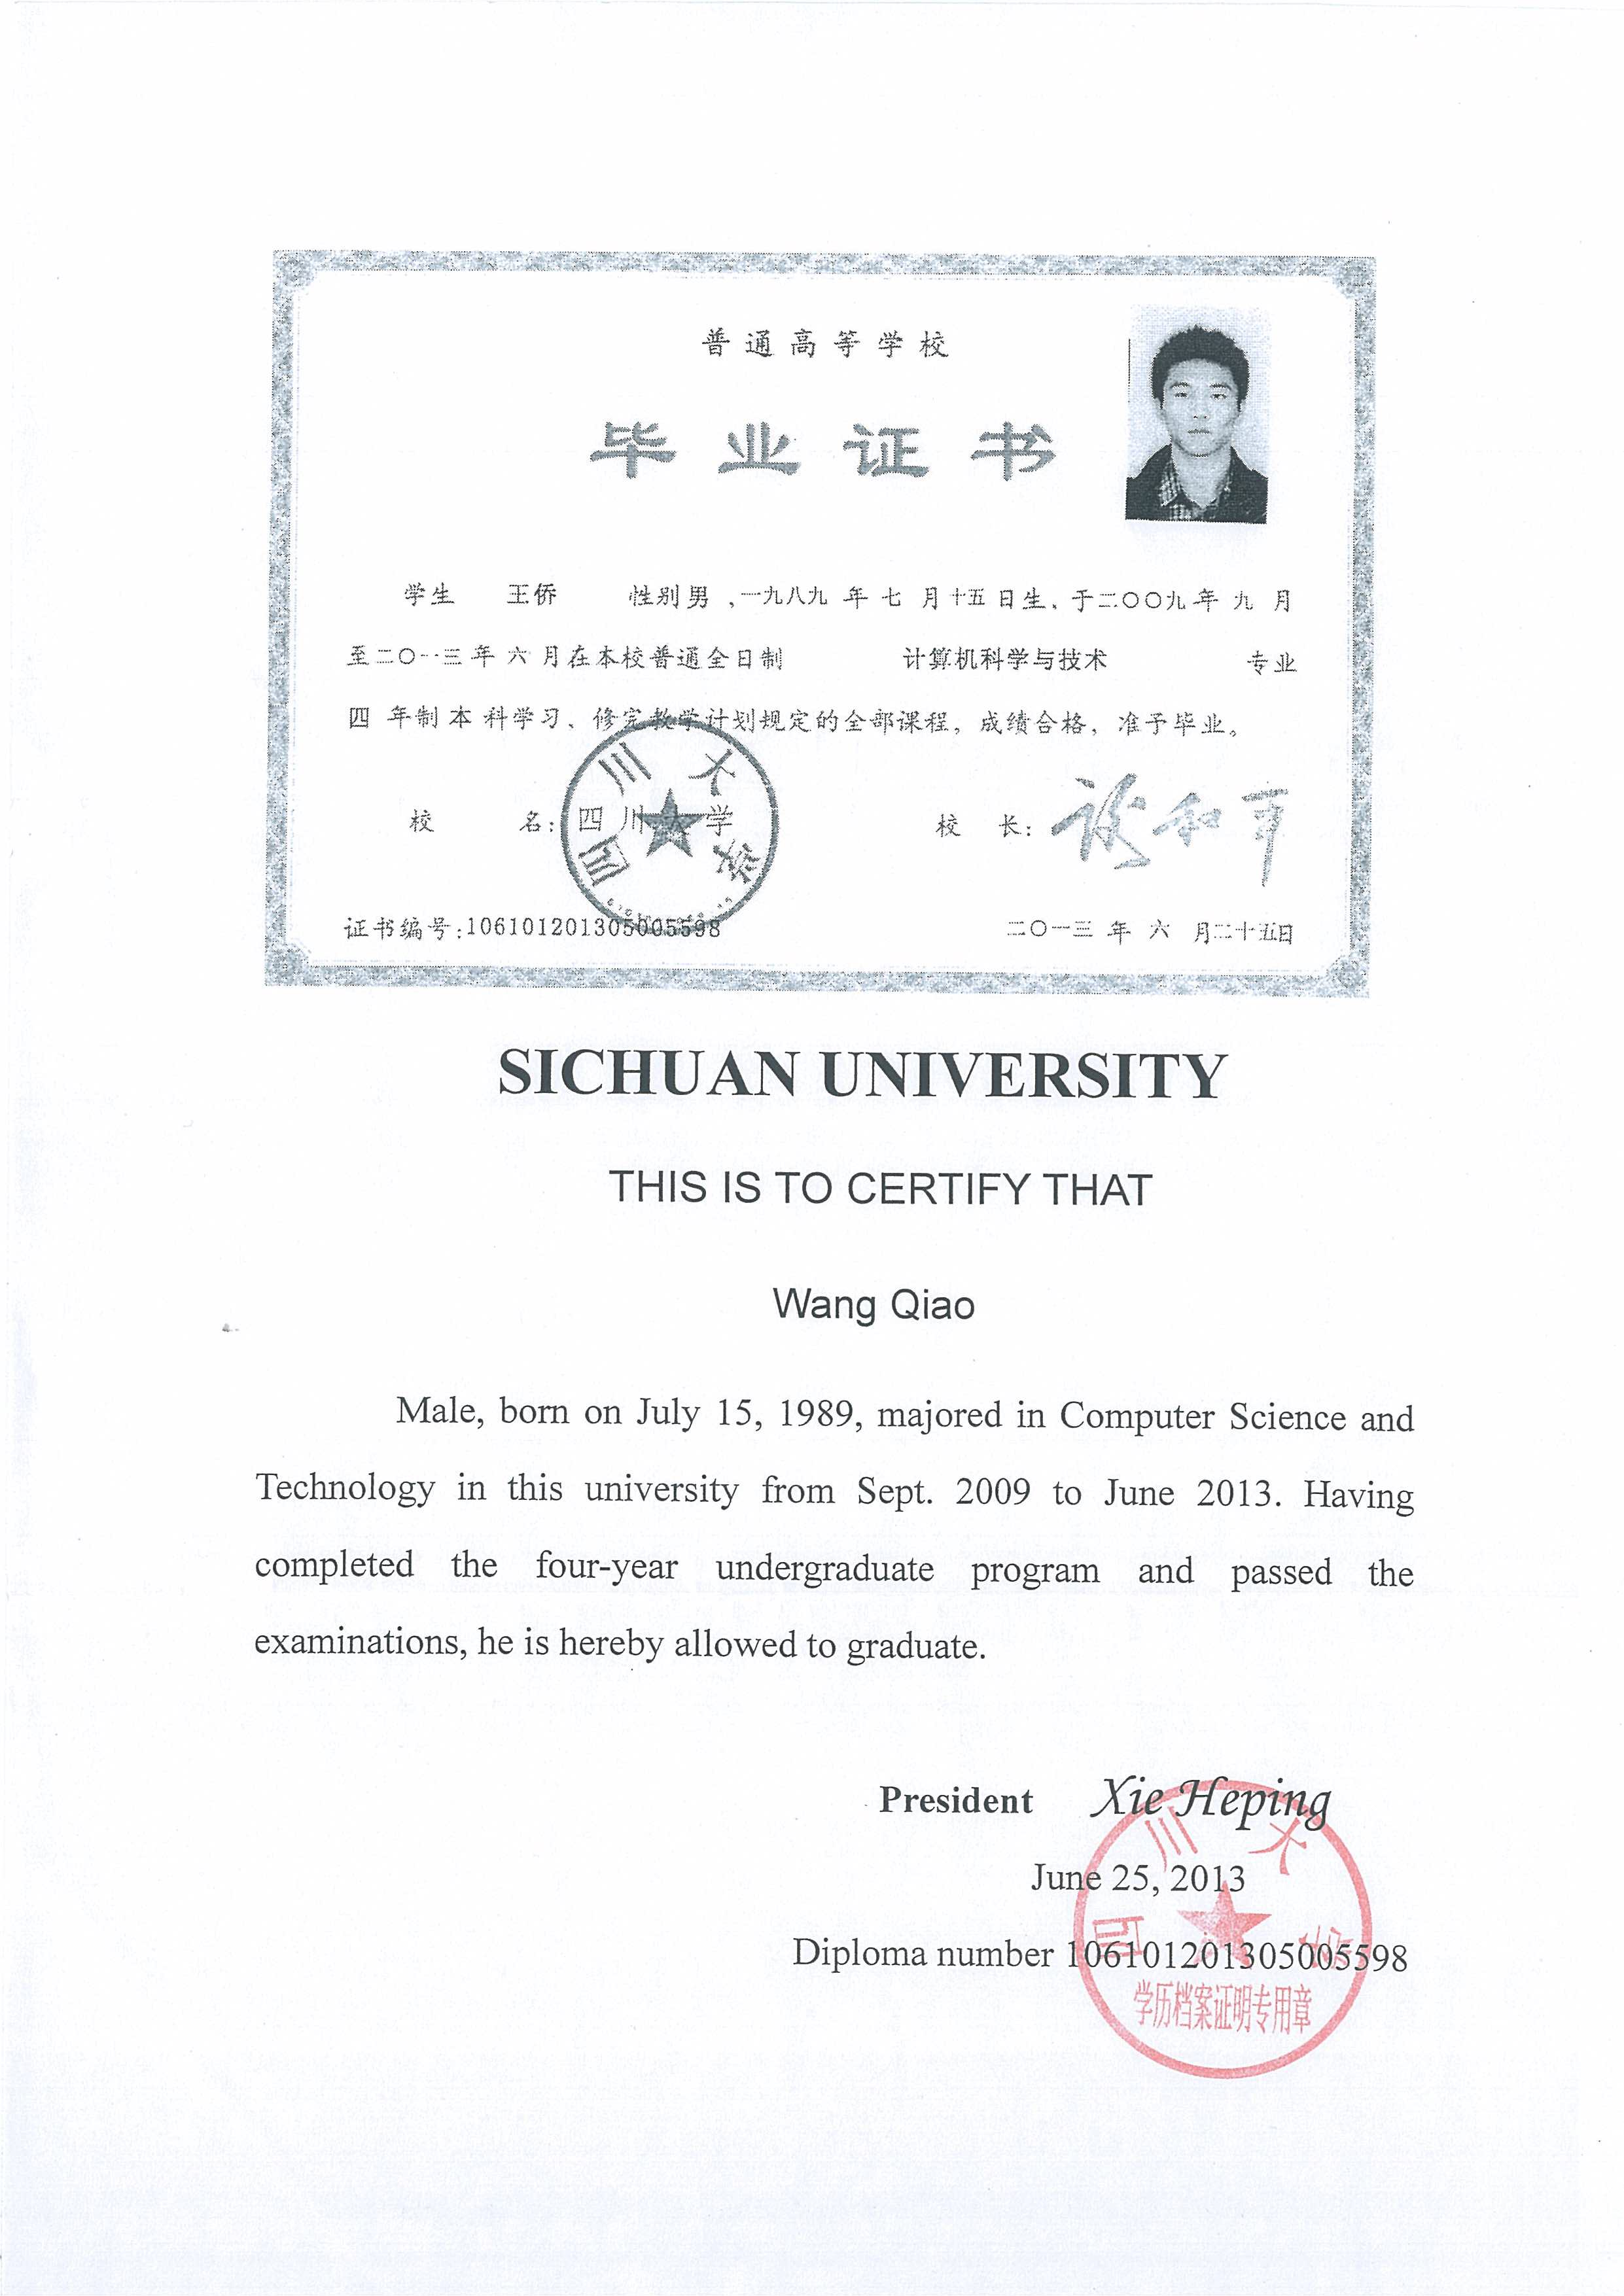 普通高等学校
毕业证书
学生 王侨 性别男,一九八九年七月十五日生、于二〇〇九年九月
至二〇一三年六月在本校普通全日制 计算机科学与技术 专业
四年制本科学习、修完教学计划规定的全部课程,成绩合格,准予毕业。
四川大学
校 名:四川大学 校 长:谢和平
证书编号:106101201305005598 二〇一三年六月二十五日
SICHUAN UNIVERSITY
THIS IS TO CERTIFY THAT
Wang Qiao
Male, born on July 15, 1989, majored in Computer Science and
Technology in this university from Sept. 2009 to June 2013. Having
completed the four-year undergraduate program and passed the
examinations, he is hereby allowed to graduate.
President Xie Heping
June 25, 2013
Diploma number 106101201305005598
四川大学
学历档案证明专用章